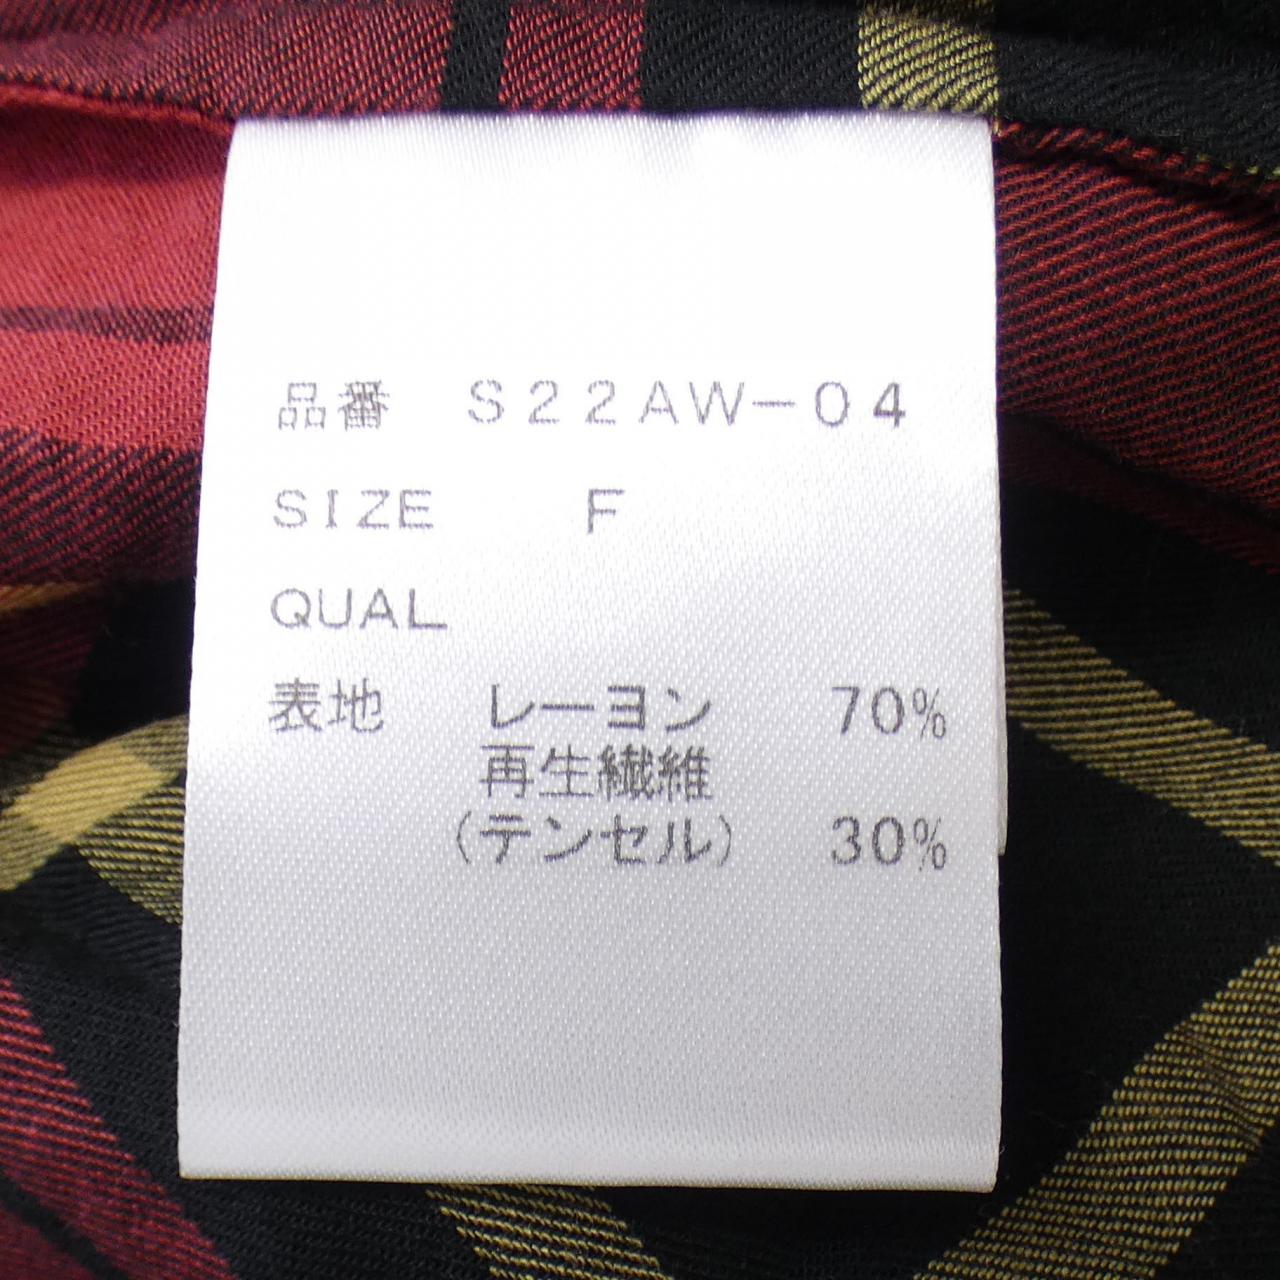 品番 S22AW-04
SIZE F
QUAL
表地 レーヨン 70%
再生繊維
(テンセル) 30%